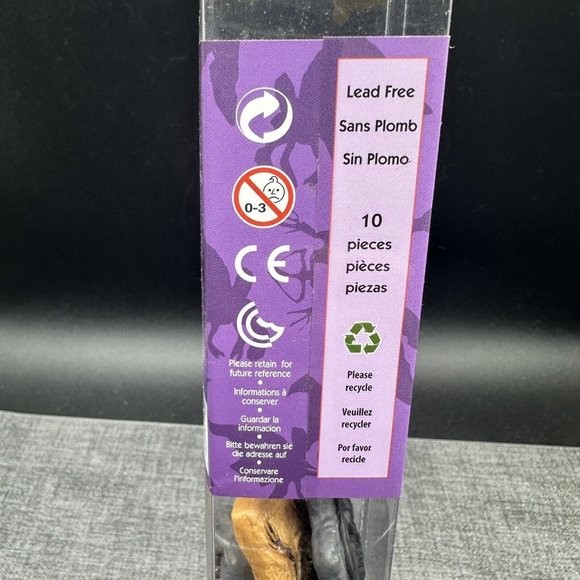 0-3
CE
Please retain for
future reference
Informations à
conserver
Guardar la
informacion
Bitte bewahren sie
die adresse auf
Conservare
l'informazione
Lead Free
Sans Plomb
Sin Plomo
10
pieces
pièces
piezas
Please
recycle
Veuillez
recycler
Por favor
recicle